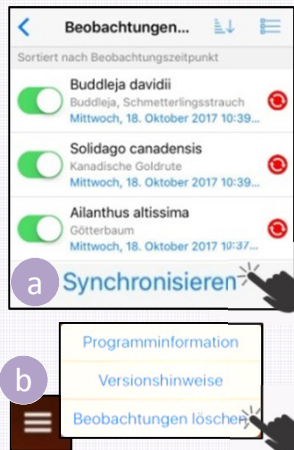 Beobachtungen...
Sortiert nach Beobachtungszeitpunkt
Buddleja davidii
Buddleja, Schmetterlingsstrauch
Mittwoch, 18. Oktober 2017 10:39...
Solidago canadensis
Kanadische Goldrute
Mittwoch, 18. Oktober 2017 10:39...
Ailanthus altissima
Götterbaum
Mittwoch, 18. Oktober 2017 10:37...
a
Synchronisieren
Programminformation
b
Versionshinweise
Beobachtungen löschen